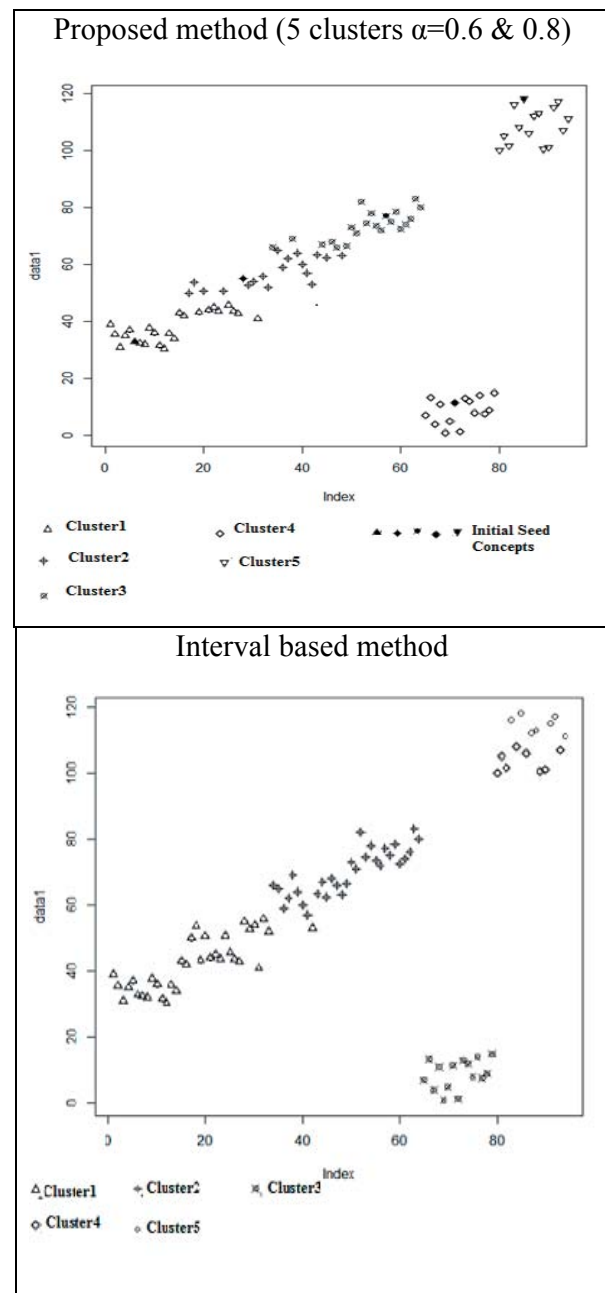 Proposed method (5 clusters α=0.6 & 0.8)
120
100
80
60
40
20
0
data1
0 20 40 60 80
Index
Cluster1 Cluster4 Initial Seed
Concepts
Cluster2 Cluster5
Cluster3
Interval based method
120
100
80
60
40
20
0
data1
0 20 40 60 80
Index
Cluster1 Cluster2 Cluster3
Cluster4 Cluster5